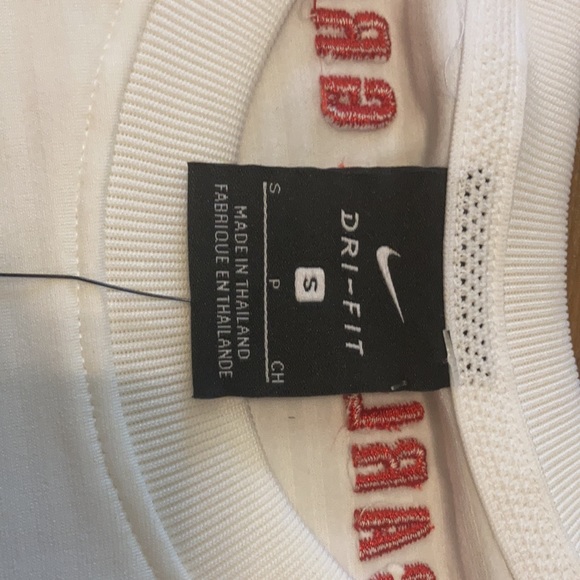 DRI-FIT
S
S P CH
MADE IN THAILAND
FABRIQUE EN THAILANDE